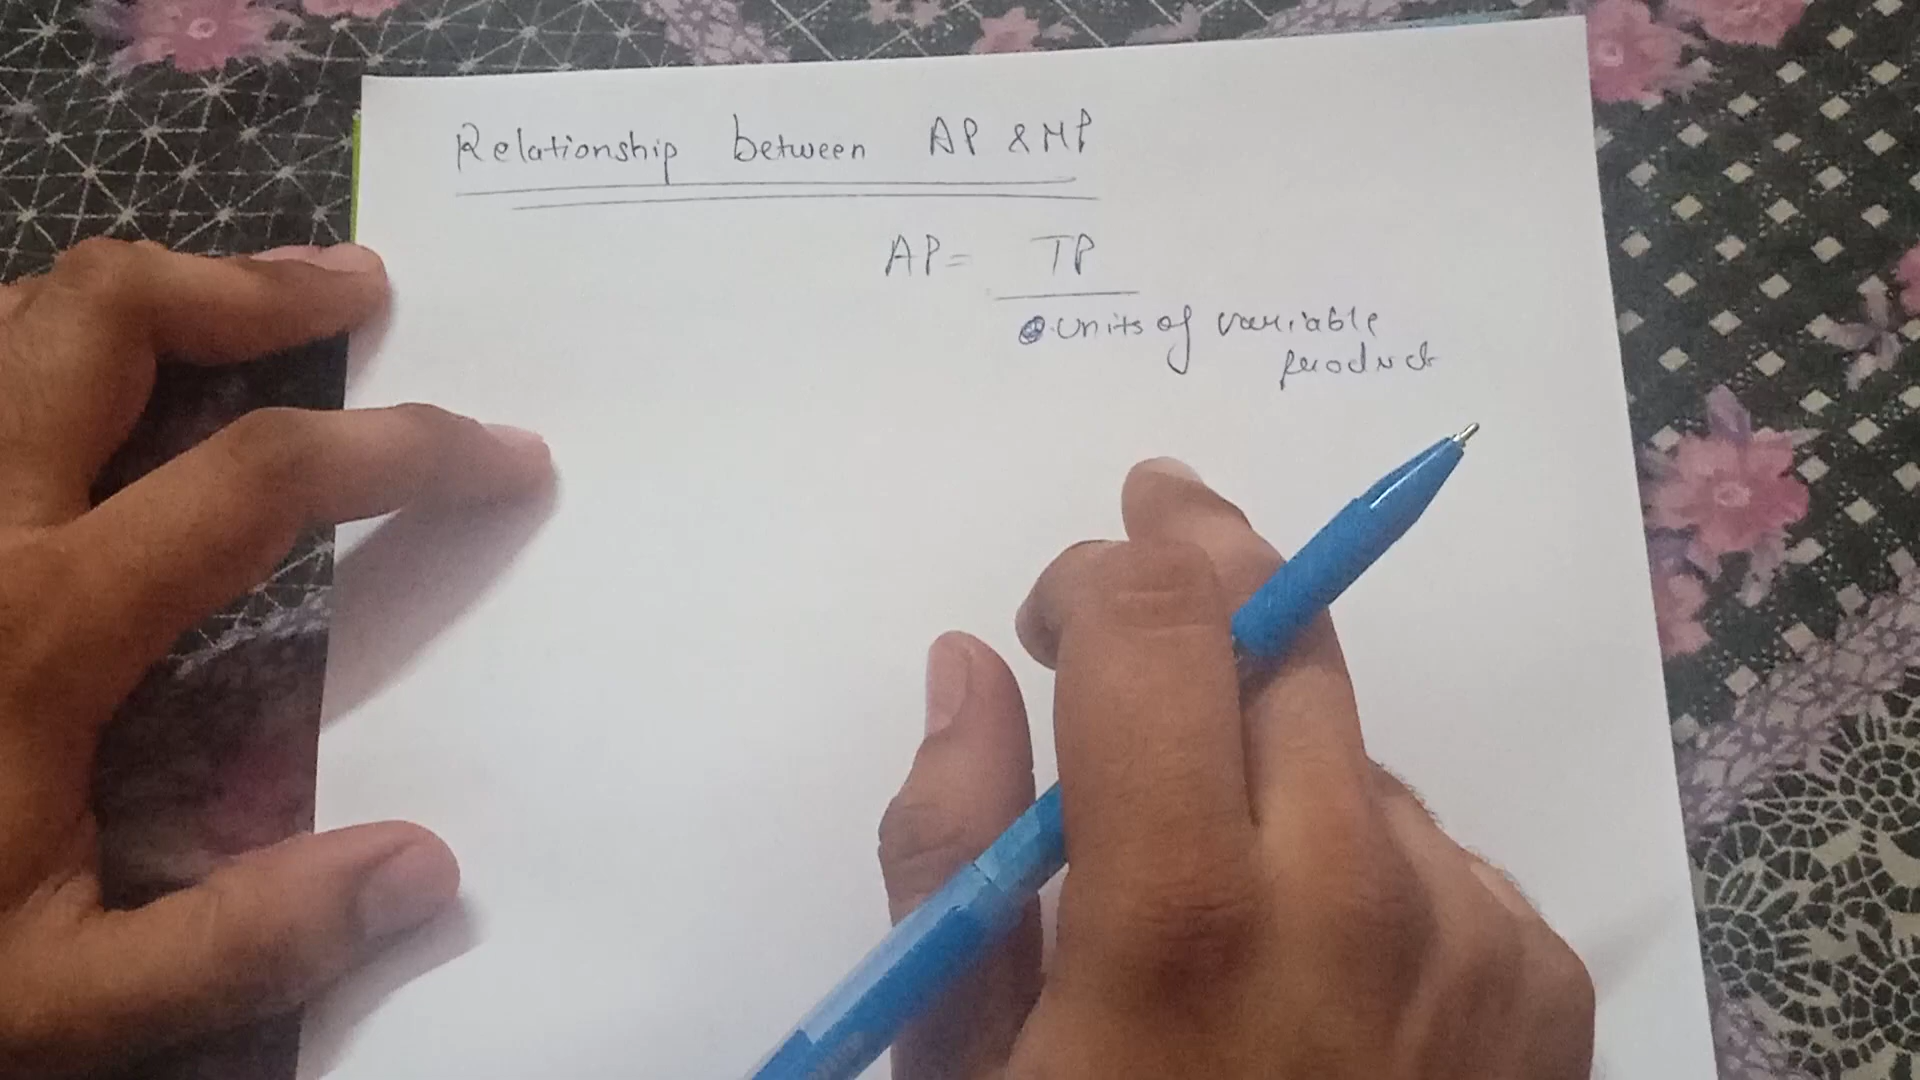 Relationship between AP & MP
AP = TP
units of variable
product